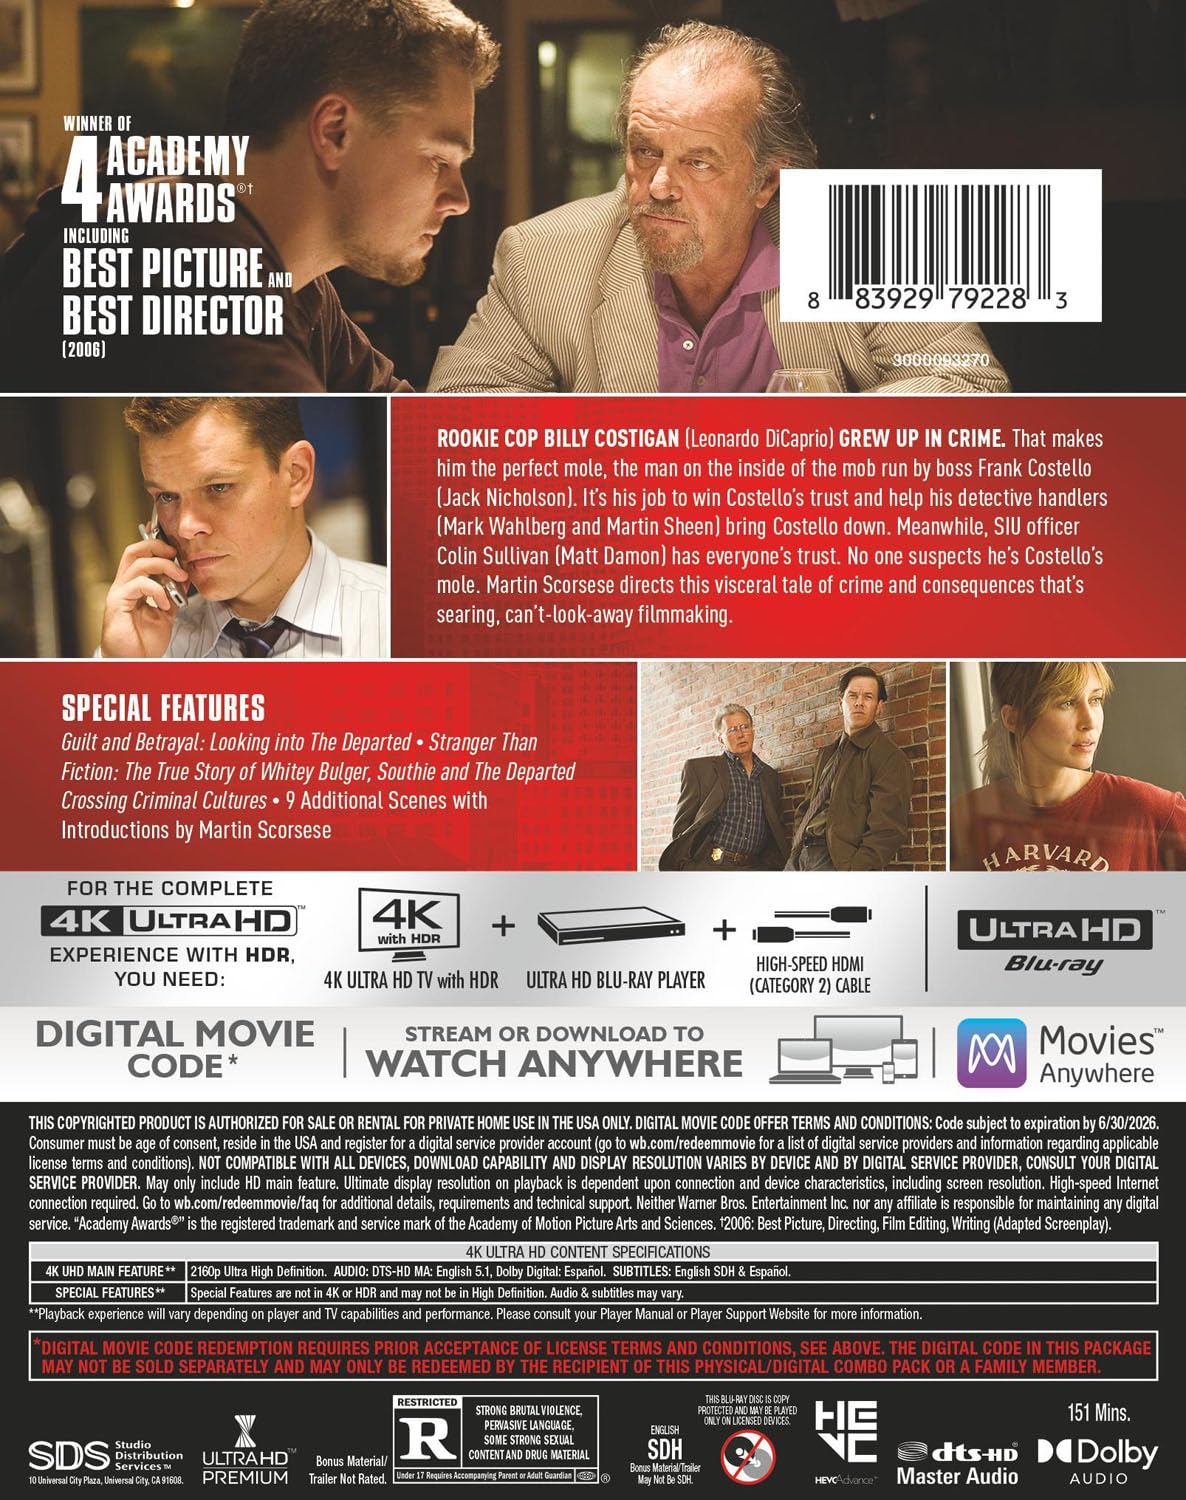 WINNER OF
4 ACADEMY
AWARDS®†
INCLUDING
BEST PICTURE AND
BEST DIRECTOR
(2006)
8 83929 79228 3
3000093270
ROOKIE COP BILLY COSTIGAN (Leonardo DiCaprio) GREW UP IN CRIME. That makes
him the perfect mole, the man on the inside of the mob run by boss Frank Costello
(Jack Nicholson). It's his job to win Costello's trust and help his detective handlers
(Mark Wahlberg and Martin Sheen) bring Costello down. Meanwhile, SIU officer
Colin Sullivan (Matt Damon) has everyone's trust. No one suspects he's Costello's
mole. Martin Scorsese directs this visceral tale of crime and consequences that's
searing, can't-look-away filmmaking.
SPECIAL FEATURES
Guilt and Betrayal: Looking into The Departed • Stranger Than
Fiction: The True Story of Whitey Bulger, Southie and The Departed
Crossing Criminal Cultures • 9 Additional Scenes with
Introductions by Martin Scorsese
HARVARD
FOR THE COMPLETE
4K ULTRA HD™
EXPERIENCE WITH HDR,
YOU NEED:
4K
with HDR
4K ULTRA HD TV with HDR
+
ULTRA HD BLU-RAY PLAYER
+
HIGH-SPEED HDMI
(CATEGORY 2) CABLE
ULTRA HD™
Blu-ray
DIGITAL MOVIE
CODE*
STREAM OR DOWNLOAD TO
WATCH ANYWHERE
Movies™
Anywhere
THIS COPYRIGHTED PRODUCT IS AUTHORIZED FOR SALE OR RENTAL FOR PRIVATE HOME USE IN THE USA ONLY. DIGITAL MOVIE CODE OFFER TERMS AND CONDITIONS: Code subject to expiration by 6/30/2026.
Consumer must be age of consent, reside in the USA and register for a digital service provider account (go to wb.com/redeemmovie for a list of digital service providers and information regarding applicable
license terms and conditions). NOT COMPATIBLE WITH ALL DEVICES, DOWNLOAD CAPABILITY AND DISPLAY RESOLUTION VARIES BY DEVICE AND BY DIGITAL SERVICE PROVIDER, CONSULT YOUR DIGITAL
SERVICE PROVIDER. May only include HD main feature. Ultimate display resolution on playback is dependent upon connection and device characteristics, including screen resolution. High-speed Internet
connection required. Go to wb.com/redeemmovie/faq for additional details, requirements and technical support. Neither Warner Bros. Entertainment Inc. nor any affiliate is responsible for maintaining any digital
service. “Academy Awards®” is the registered trademark and service mark of the Academy of Motion Picture Arts and Sciences. †2006: Best Picture, Directing, Film Editing, Writing (Adapted Screenplay).
4K ULTRA HD CONTENT SPECIFICATIONS
4K UHD MAIN FEATURE** 2160p Ultra High Definition. AUDIO: DTS-HD MA: English 5.1, Dolby Digital: Español. SUBTITLES: English SDH & Español.
SPECIAL FEATURES** Special Features are not in 4K or HDR and may not be in High Definition. Audio & subtitles may vary.
**Playback experience will vary depending on player and TV capabilities and performance. Please consult your Player Manual or Player Support Website for more information.
*DIGITAL MOVIE CODE REDEMPTION REQUIRES PRIOR ACCEPTANCE OF LICENSE TERMS AND CONDITIONS, SEE ABOVE. THE DIGITAL CODE IN THIS PACKAGE
MAY NOT BE SOLD SEPARATELY AND MAY ONLY BE REDEEMED BY THE RECIPIENT OF THIS PHYSICAL/DIGITAL COMBO PACK OR A FAMILY MEMBER.
SDS Studio
Distribution
Services™
10 Universal City Plaza, Universal City, CA 91608.
ULTRA HD™
PREMIUM
Bonus Material/
Trailer Not Rated.
RESTRICTED
R
STRONG BRUTAL VIOLENCE,
PERVASIVE LANGUAGE,
SOME STRONG SEXUAL
CONTENT AND DRUG MATERIAL
Under 17 Requires Accompanying Parent or Adult Guardian
®
ENGLISH
SDH
Bonus Material/Trailer
May Not Be SDH.
THIS BLU-RAY DISC IS COPY
PROTECTED AND MAY BE PLAYED
ONLY ON LICENSED DEVICES.
HEVC
HEVC Advance™
151 Mins.
dts-HD®
Master Audio
Dolby
AUDIO